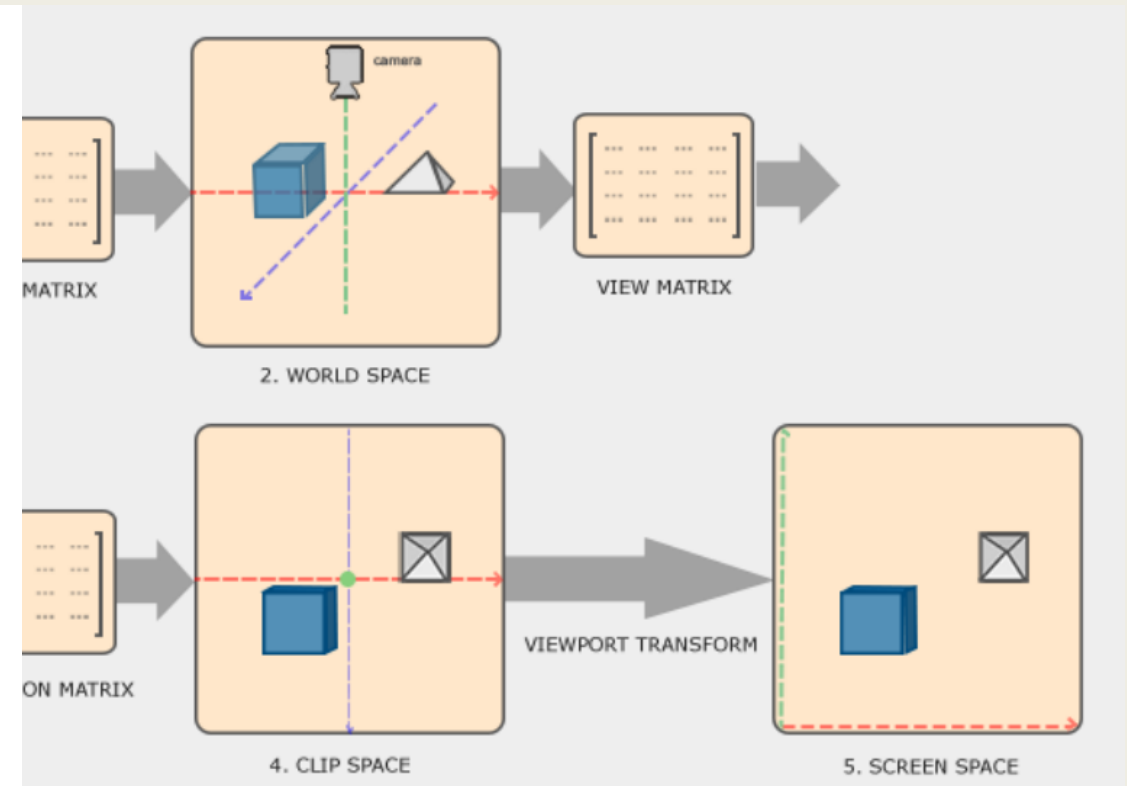 camera
MATRIX
VIEW MATRIX
2. WORLD SPACE
VIEWPORT TRANSFORM
ON MATRIX
4. CLIP SPACE
5. SCREEN SPACE